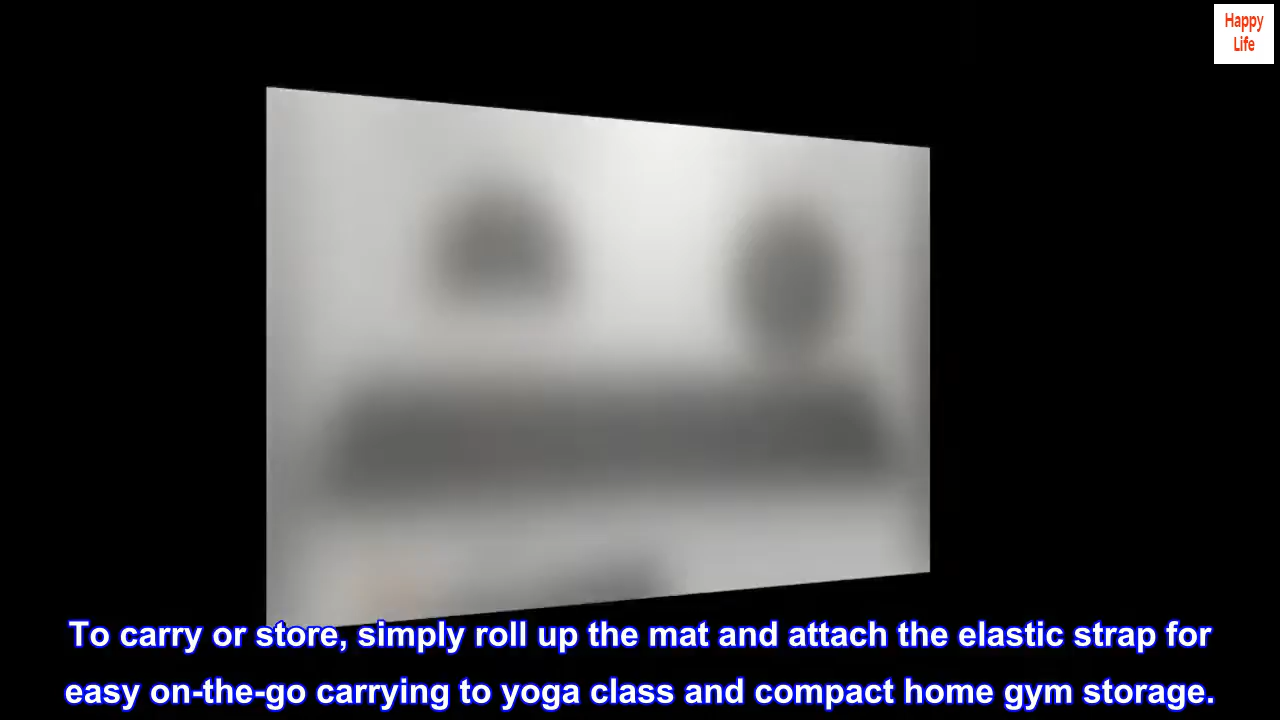 Happy
Life
To carry or store, simply roll up the mat and attach the elastic strap for
easy on-the-go carrying to yoga class and compact home gym storage.